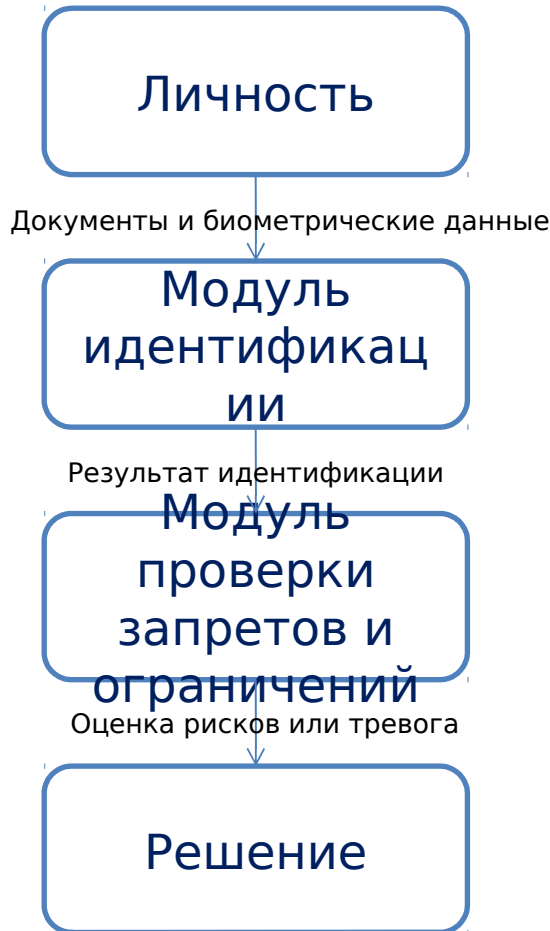 Личность
Документы и биометрические данные
Модуль
идентификац
ии
Результат идентификации
Модуль
проверки
запретов и
ограничений
Оценка рисков или тревога
Решение